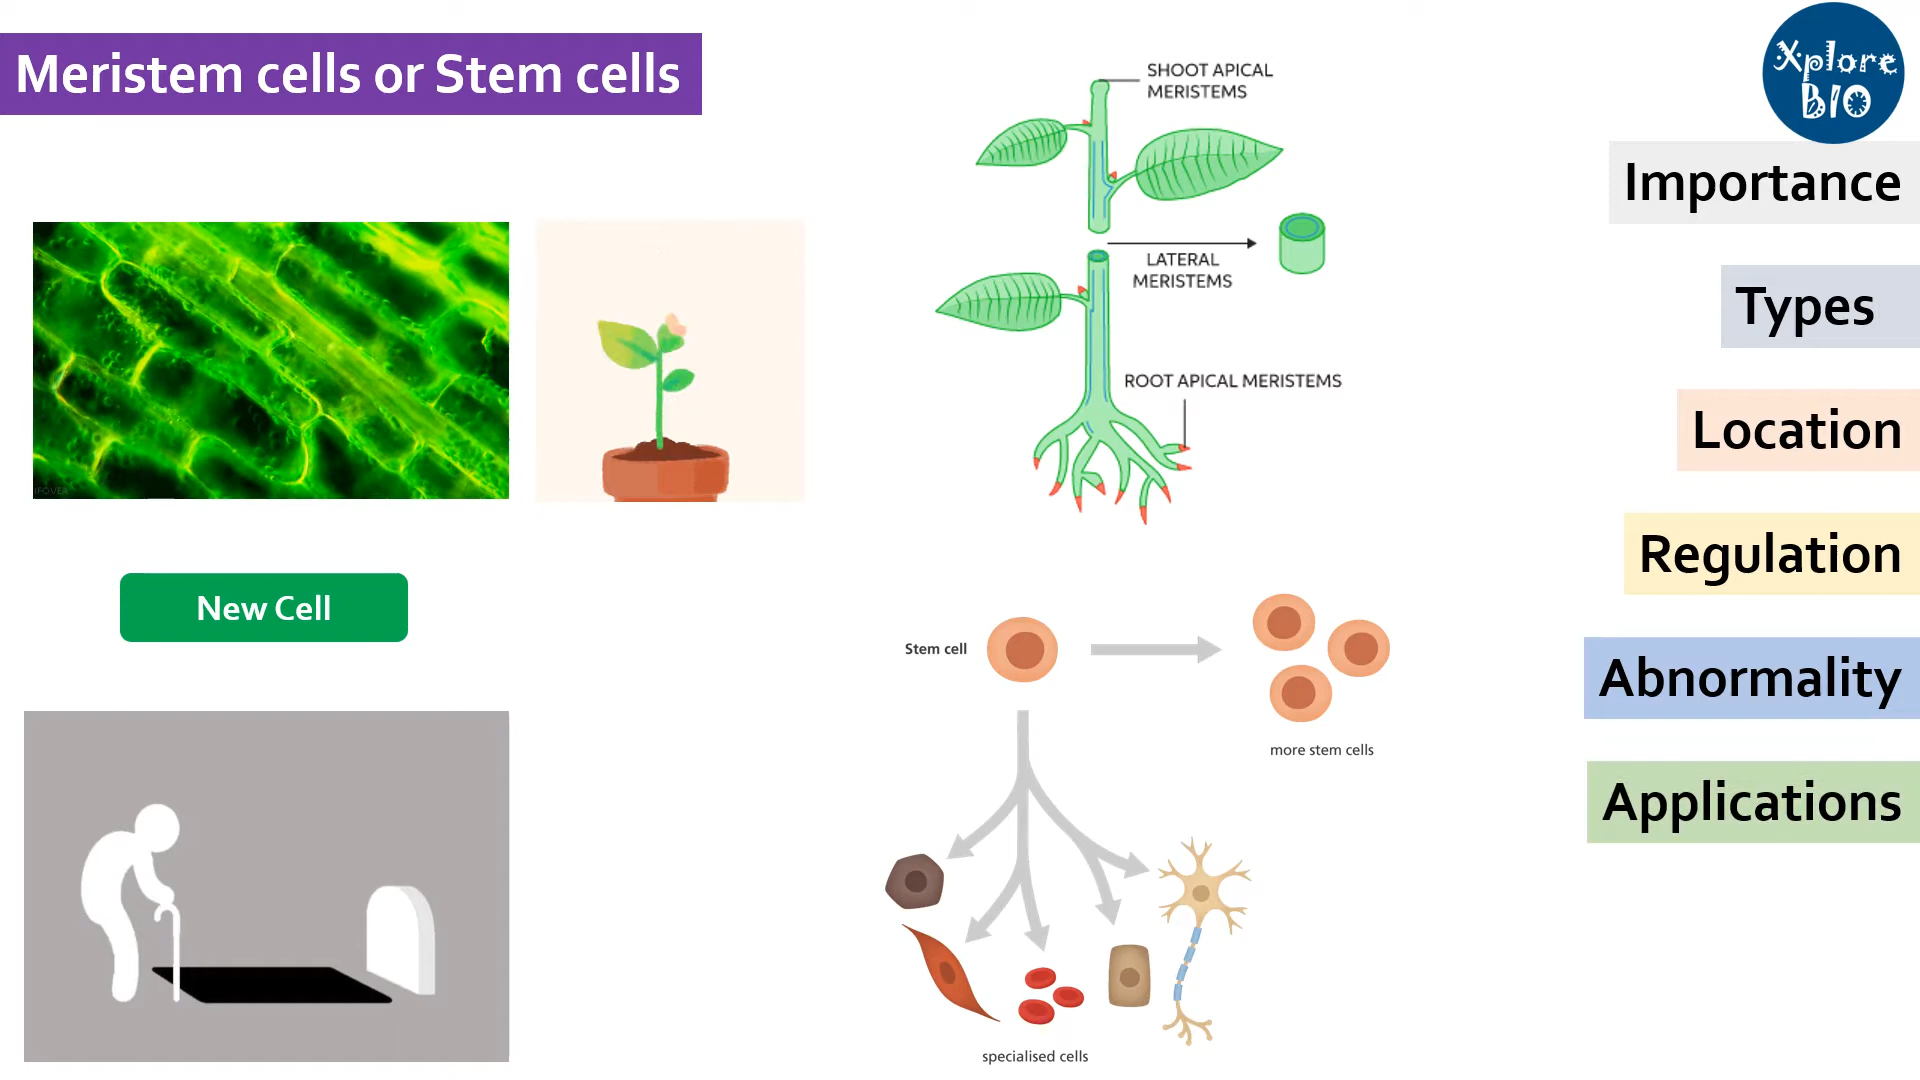 Meristem cells or Stem cells
New Cell
SHOOT APICAL
MERISTEMS
LATERAL
MERISTEMS
ROOT APICAL MERISTEMS
Stem cell
more stem cells
specialised cells
Xplore
BIO
Importance
Types
Location
Regulation
Abnormality
Applications